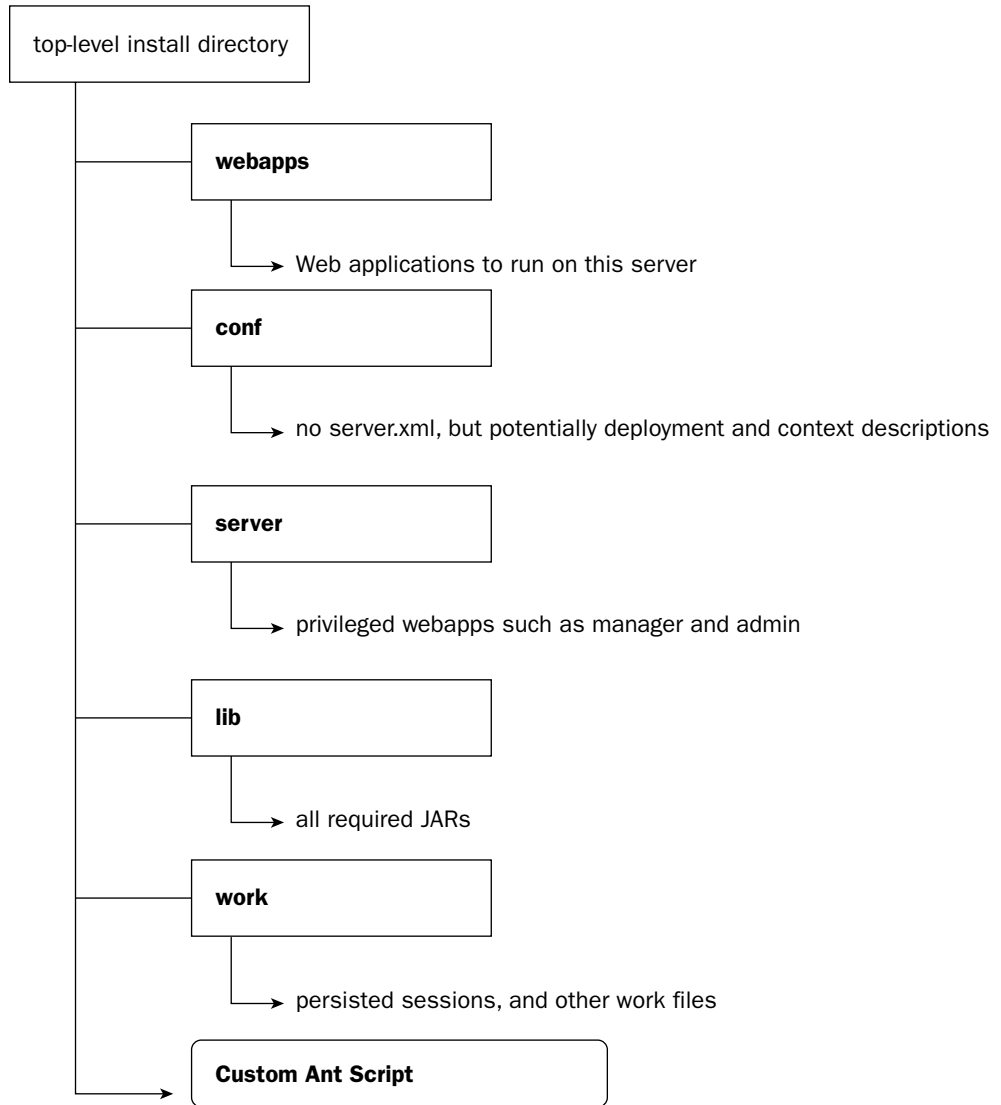 top-level install directory
webapps
Web applications to run on this server
conf
no server.xml, but potentially deployment and context descriptions
server
privileged webapps such as manager and admin
lib
all required JARs
work
persisted sessions, and other work files
Custom Ant Script